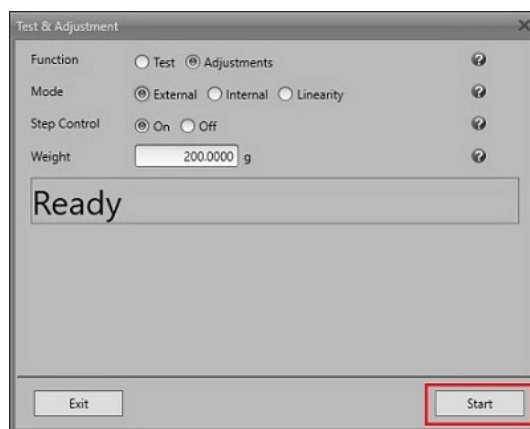 Test & Adjustment
Function Test Adjustments
Mode External Internal Linearity
Step Control On Off
Weight 200.0000 g
Ready
Exit Start